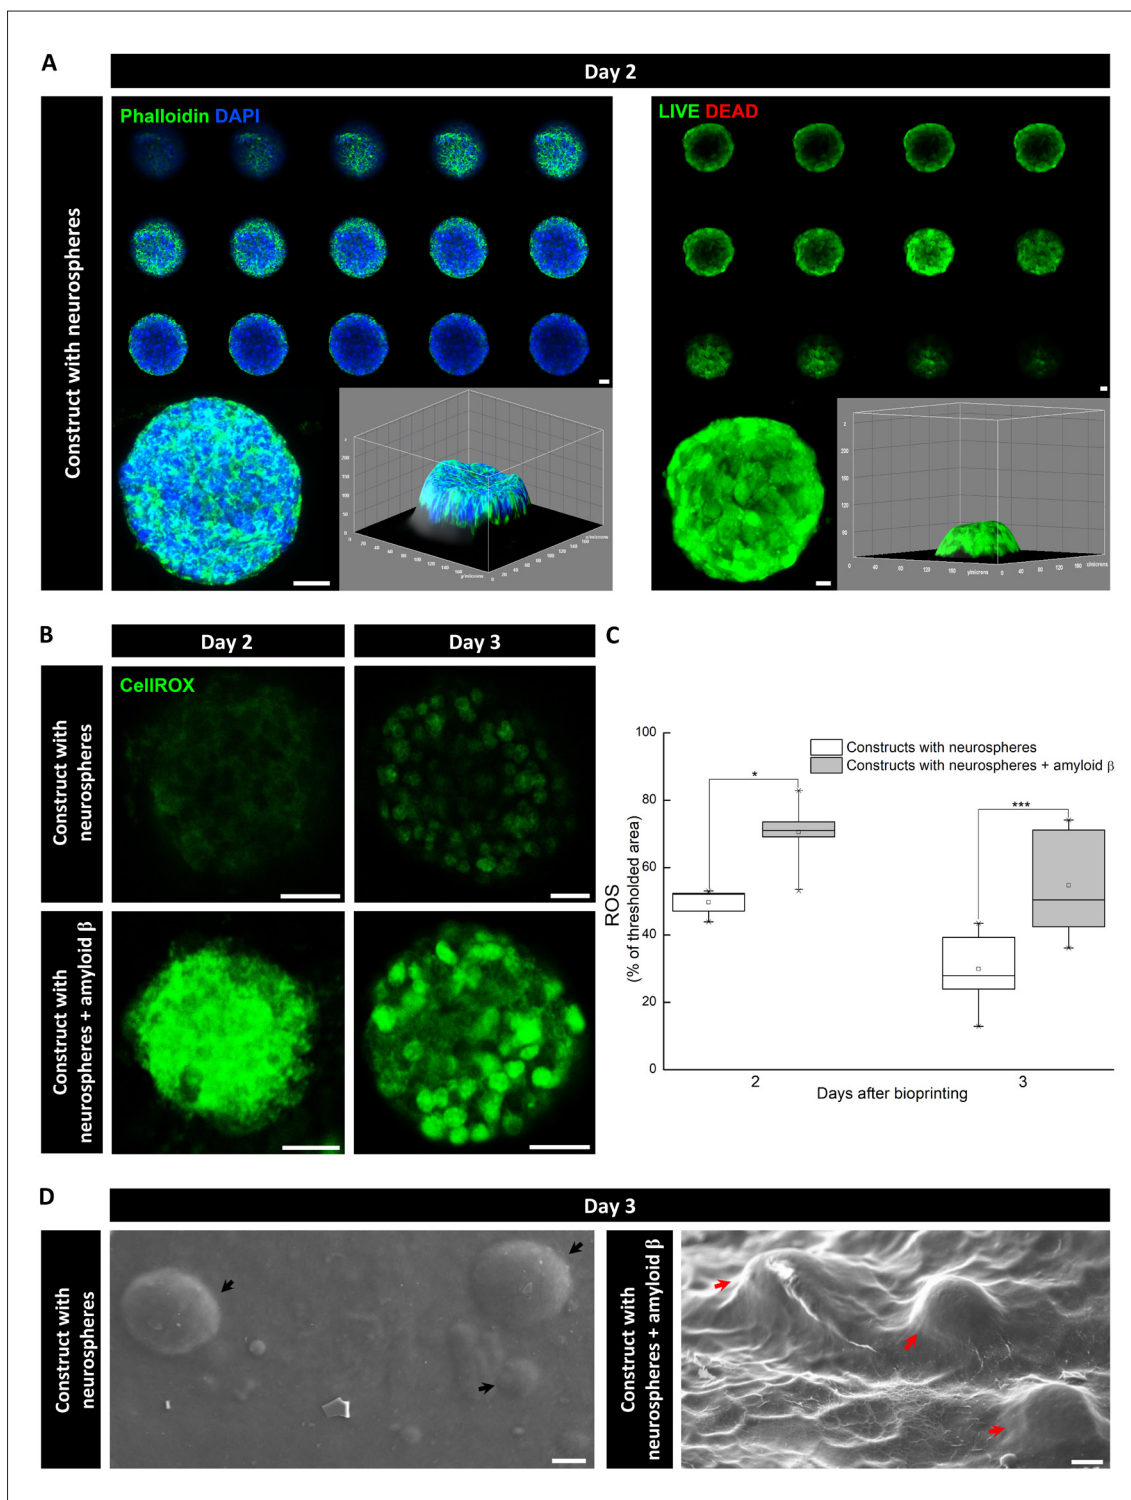 A
Day 2
Construct with neurospheres
Phalloidin DAPI
LIVE DEAD
B
Day 2
Day 3
Construct with
neurospheres
CellROX
Construct with
neurospheres + amyloid β
C
100
80
60
40
20
0
ROS
(% of thresholded area)
Constructs with neurospheres
Constructs with neurospheres + amyloid β
*
***
2
3
Days after bioprinting
D
Day 3
Construct with
neurospheres
Construct with
neurospheres + amyloid β